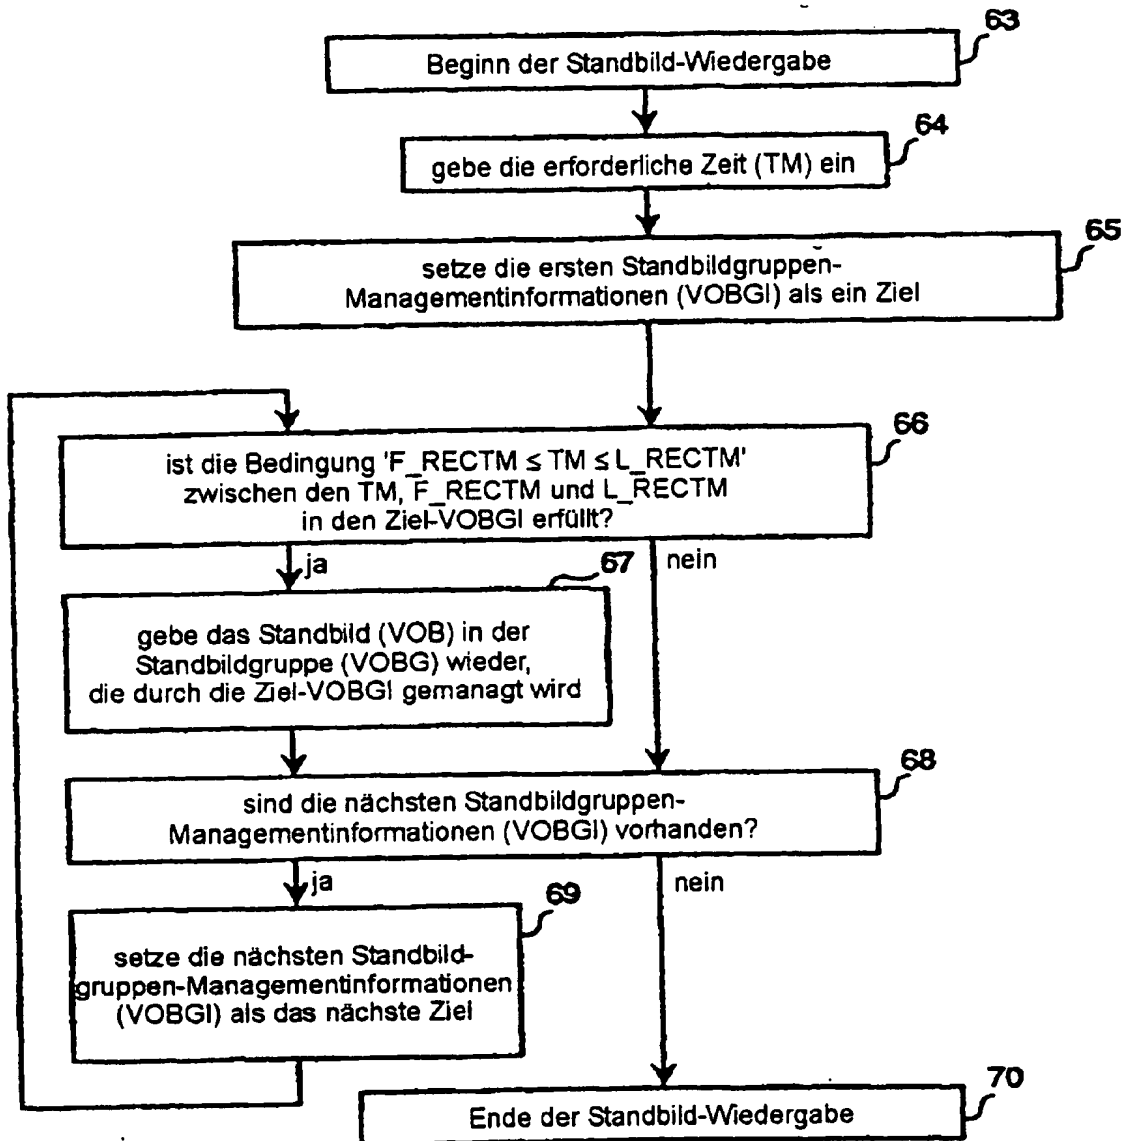 63
Beginn der Standbild-Wiedergabe
64
gebe die erforderliche Zeit (TM) ein
65
setze die ersten Standbildgruppen-
Managementinformationen (VOBGI) als ein Ziel
66
ist die Bedingung 'F_RECTM ≤ TM ≤ L_RECTM'
zwischen den TM, F_RECTM und L_RECTM
in den Ziel-VOBGI erfüllt?
ja
nein
67
gebe das Standbild (VOB) in der
Standbildgruppe (VOBG) wieder,
die durch die Ziel-VOBGI gemanagt wird
68
sind die nächsten Standbildgruppen-
Managementinformationen (VOBGI) vorhanden?
ja
nein
69
setze die nächsten Standbild-
gruppen-Managementinformationen
(VOBGI) als das nächste Ziel
70
Ende der Standbild-Wiedergabe